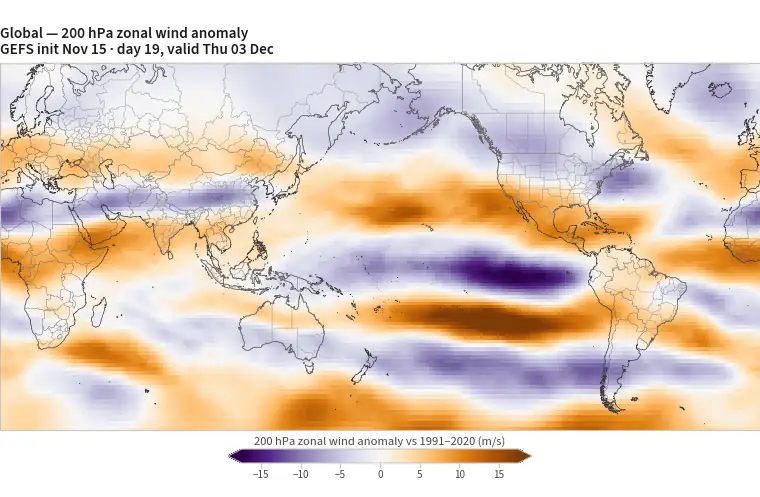 Global — 200 hPa zonal wind anomaly
GEFS init Nov 15 · day 19, valid Thu 03 Dec
200 hPa zonal wind anomaly vs 1991–2020 (m/s)
−15 −10 −5 0 5 10 15